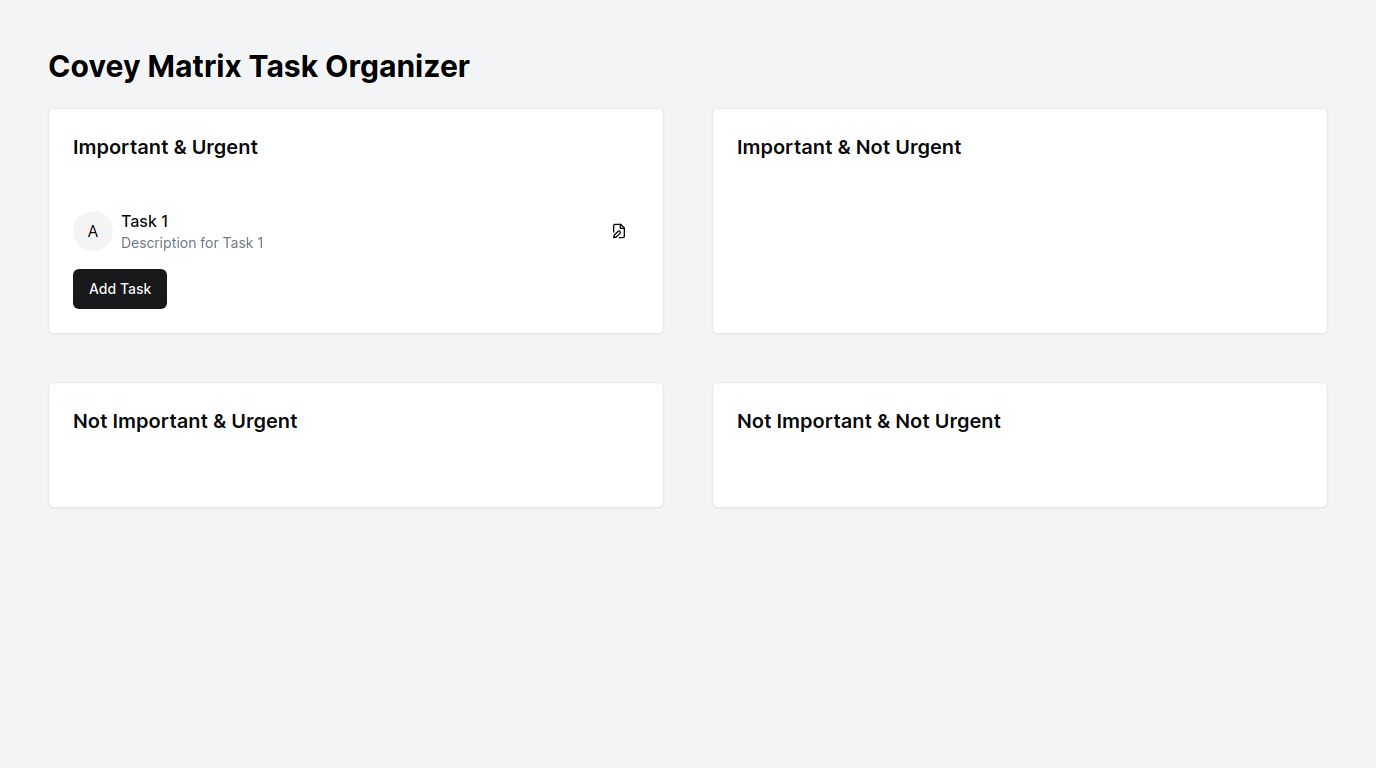 Covey Matrix Task Organizer
Important & Urgent
A
Task 1
Description for Task 1
Add Task
Important & Not Urgent
Not Important & Urgent
Not Important & Not Urgent